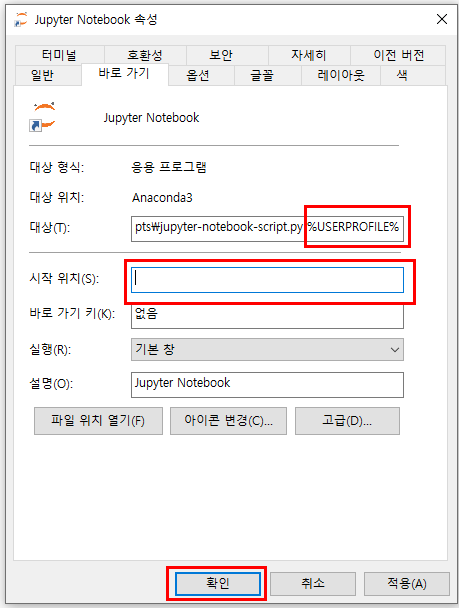 Jupyter Notebook 속성
터미널 호환성 보안 자세히 이전 버전
일반 바로 가기 옵션 글꼴 레이아웃 색
Jupyter Notebook
대상 형식: 응용 프로그램
대상 위치: Anaconda3
대상(T): pts₩jupyter-notebook-script.py %USERPROFILE%
시작 위치(S):
바로 가기 키(K): 없음
실행(R): 기본 창
설명(O): Jupyter Notebook
파일 위치 열기(F) 아이콘 변경(C)... 고급(D)...
확인 취소 적용(A)